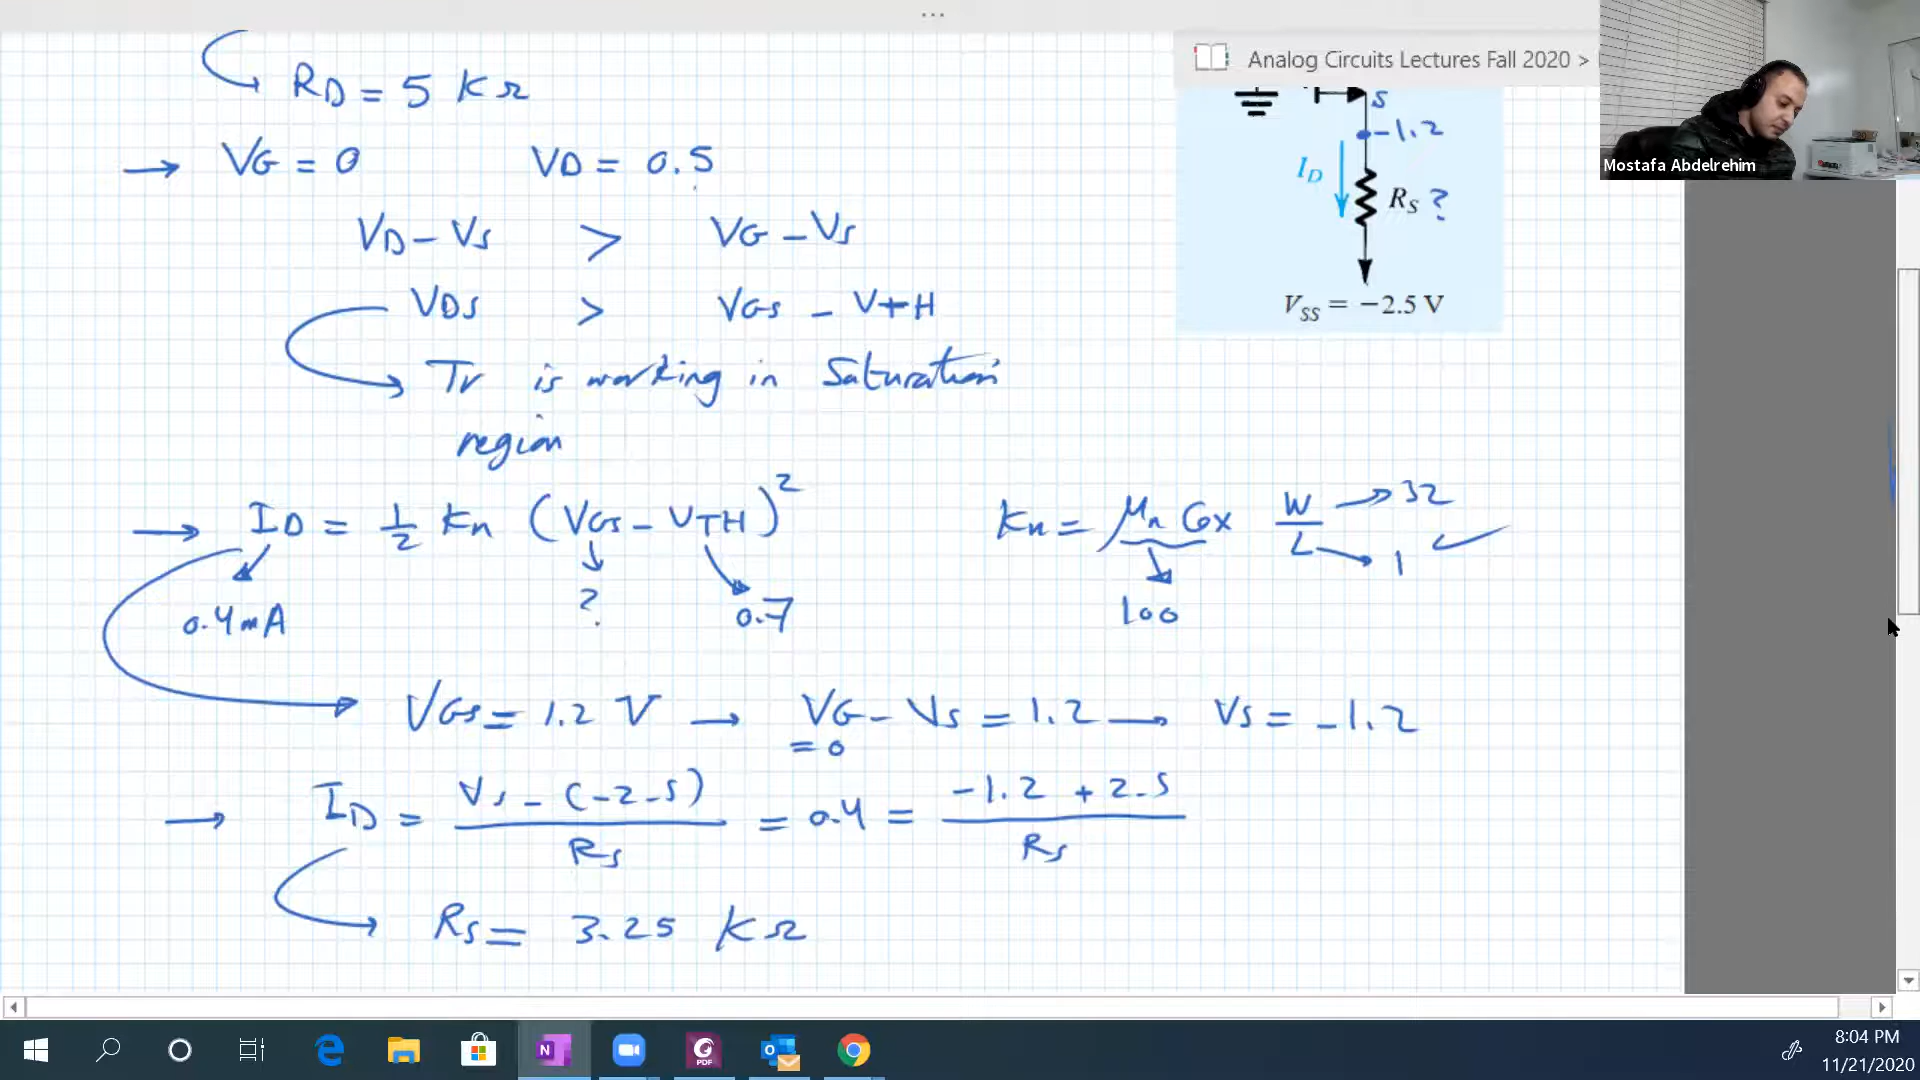 ...
Analog Circuits Lectures Fall 2020 >
Mostafa Abdelrehim
RD = 5 KΩ
S
-1.2
ID
RS ?
VSS = −2.5 V
→ VG = 0 VD = 0.5
VD - VS > VG - VS
VDS > VGS - VTH
Tr is working in Saturation
region
→ ID = 1/2 Kn (VGS - VTH)²
0.4mA
?
0.7
Kn = μn Cox W/L
32
1
100
VGS = 1.2 V → VG - VS = 1.2 → VS = -1.2
= 0
→ ID = VS - (-2.5) / RS = 0.4 = -1.2 + 2.5 / RS
RS = 3.25 KΩ
N
PDF
8:04 PM
11/21/2020